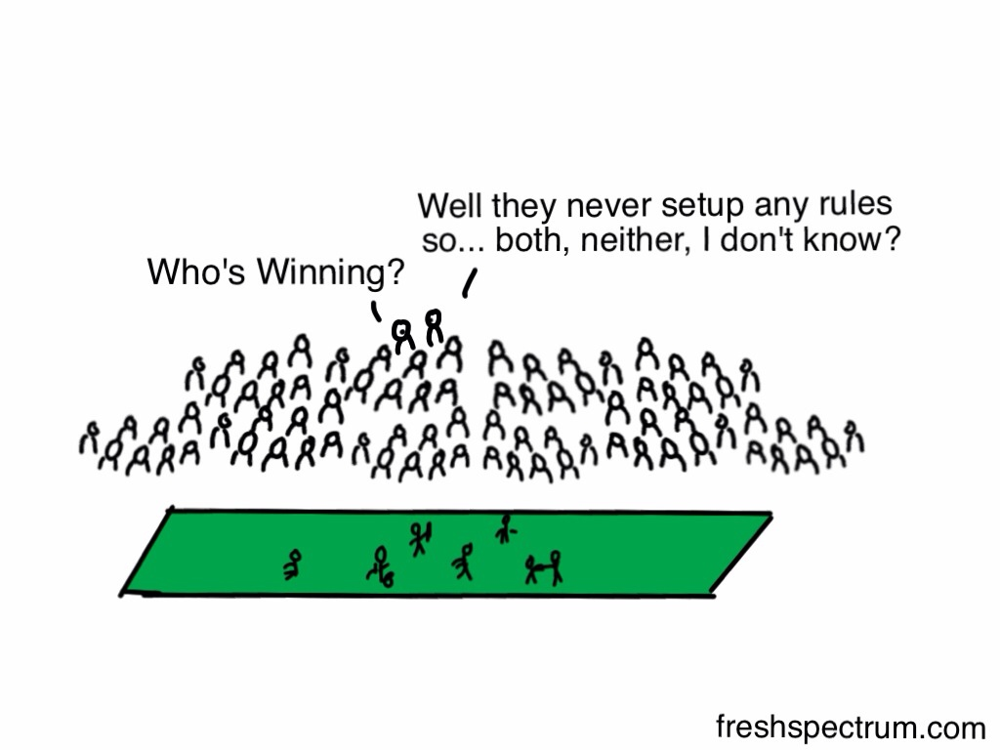 Well they never setup any rules
so... both, neither, I don't know?
Who's Winning?
freshspectrum.com